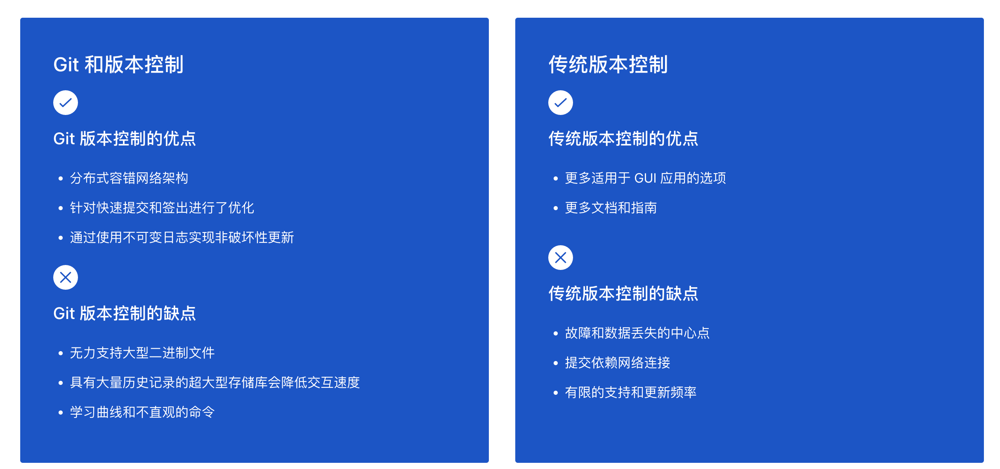 Git 和版本控制
Git 版本控制的优点
分布式容错网络架构
针对快速提交和签出进行了优化
通过使用不可变日志实现非破坏性更新
Git 版本控制的缺点
无力支持大型二进制文件
具有大量历史记录的超大型存储库会降低交互速度
学习曲线和不直观的命令
传统版本控制
传统版本控制的优点
更多适用于 GUI 应用的选项
更多文档和指南
传统版本控制的缺点
故障和数据丢失的中心点
提交依赖网络连接
有限的支持和更新频率